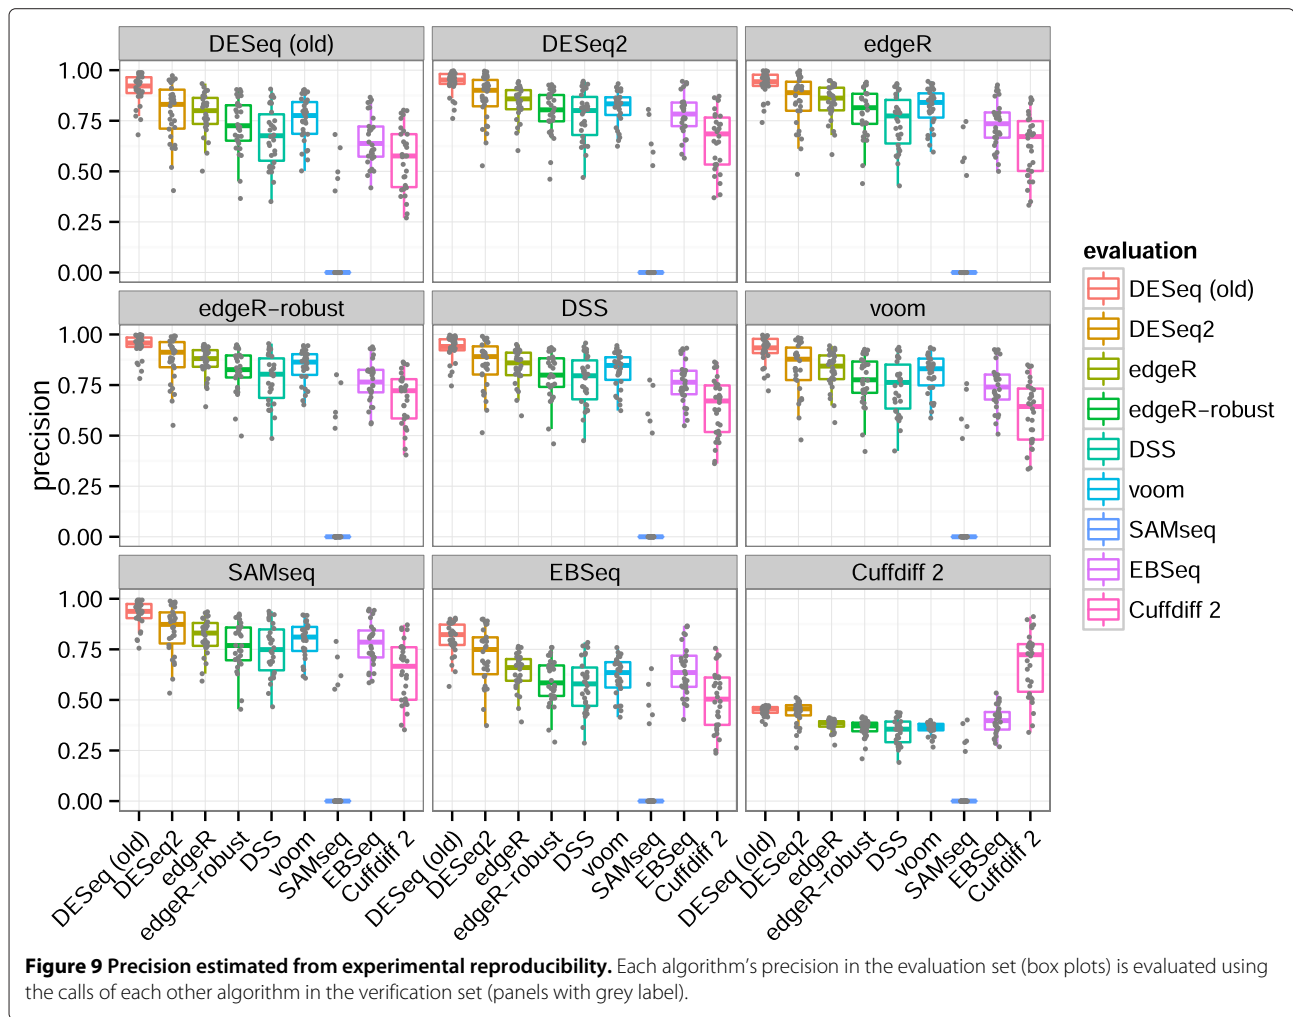 DESeq (old) DESeq2 edgeR
1.00
0.75
0.50
0.25
0.00
edgeR−robust DSS voom
1.00
0.75
0.50
0.25
0.00
SAMseq EBSeq Cuffdiff 2
1.00
0.75
0.50
0.25
0.00
precision
DESeq (old)
DESeq2
edgeR
edgeR−robust
DSS
voom
SAMseq
EBSeq
Cuffdiff 2
DESeq (old)
DESeq2
edgeR
edgeR−robust
DSS
voom
SAMseq
EBSeq
Cuffdiff 2
DESeq (old)
DESeq2
edgeR
edgeR−robust
DSS
voom
SAMseq
EBSeq
Cuffdiff 2
evaluation
DESeq (old)
DESeq2
edgeR
edgeR−robust
DSS
voom
SAMseq
EBSeq
Cuffdiff 2
Figure 9 Precision estimated from experimental reproducibility. Each algorithm's precision in the evaluation set (box plots) is evaluated using
the calls of each other algorithm in the verification set (panels with grey label).